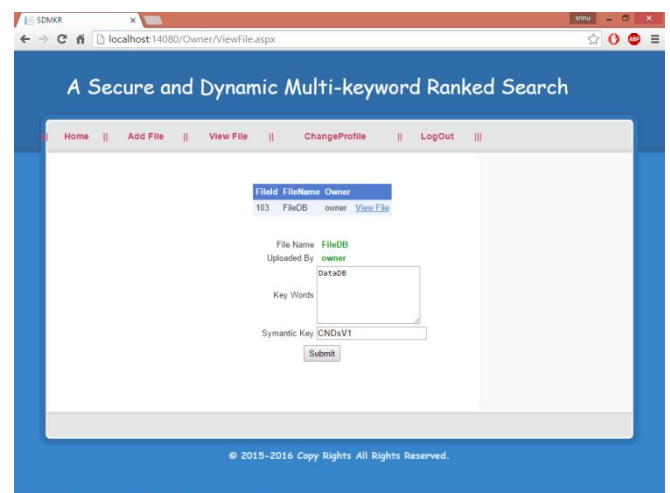 SDMKR
srinu
localhost:14080/Owner/ViewFile.aspx
ABP
A Secure and Dynamic Multi-keyword Ranked Search
|| Home || Add File || View File || ChangeProfile || LogOut |||
FileId FileName Owner
103 FileDB owner View File
File Name FileDB
Uploaded By owner
DataDB
Key Words
Symantic Key CNDsV1
Submit
© 2015-2016 Copy Rights All Rights Reserved.